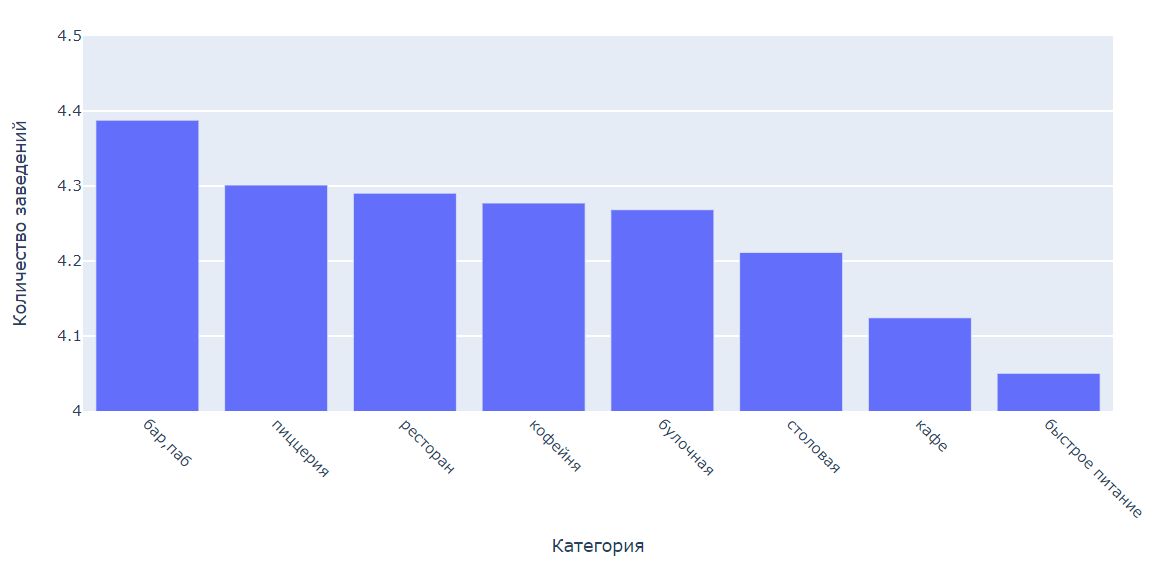 4.5
4.4
4.3
4.2
4.1
4
Количество заведений
бар,паб
пиццерия
ресторан
кофейня
булочная
столовая
кафе
быстрое питание
Категория